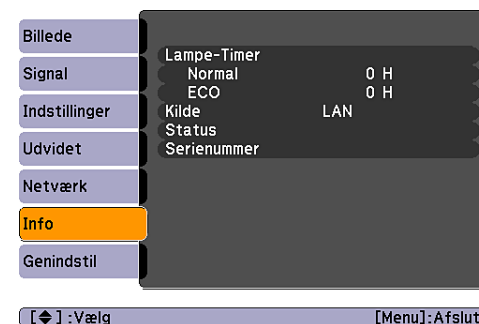 Billede
Signal
Indstillinger
Udvidet
Netværk
Info
Genindstil
Lampe-Timer
Normal 0 H
ECO 0 H
Kilde LAN
Status
Serienummer
[◆] :Vælg [Menu]:Afslut